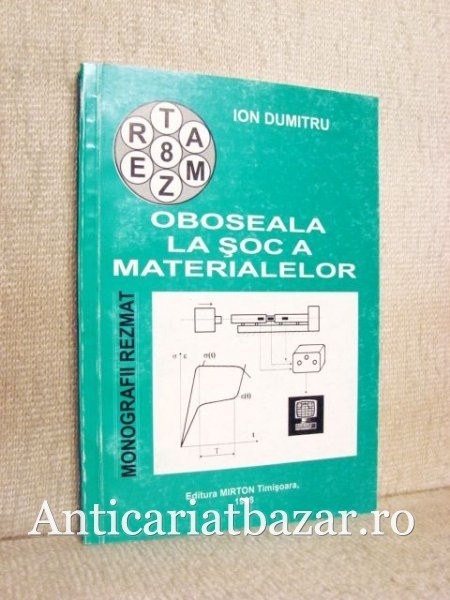 ION DUMITRU
R T A
E 8 M
Z
OBOSEALA
LA ŞOC A
MATERIALELOR
MONOGRAFII REZMAT
σ ε σ(t)
ε(t)
t
T
Editura MIRTON Timişoara,
Anticariatbazar.ro